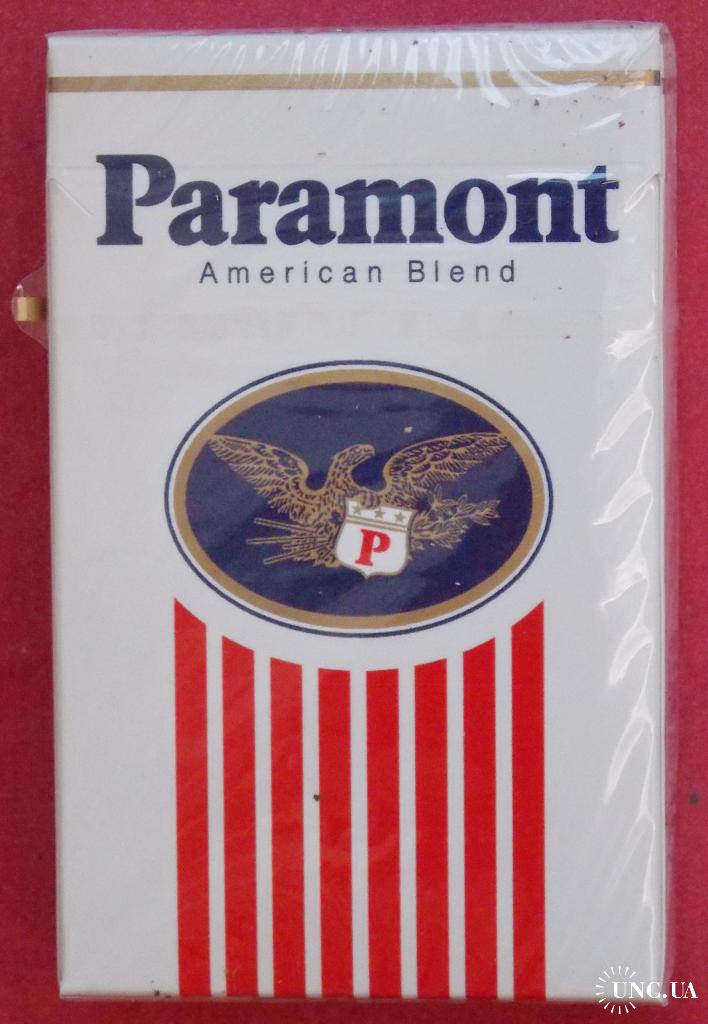 Paramont
American Blend
P
UNC.UA